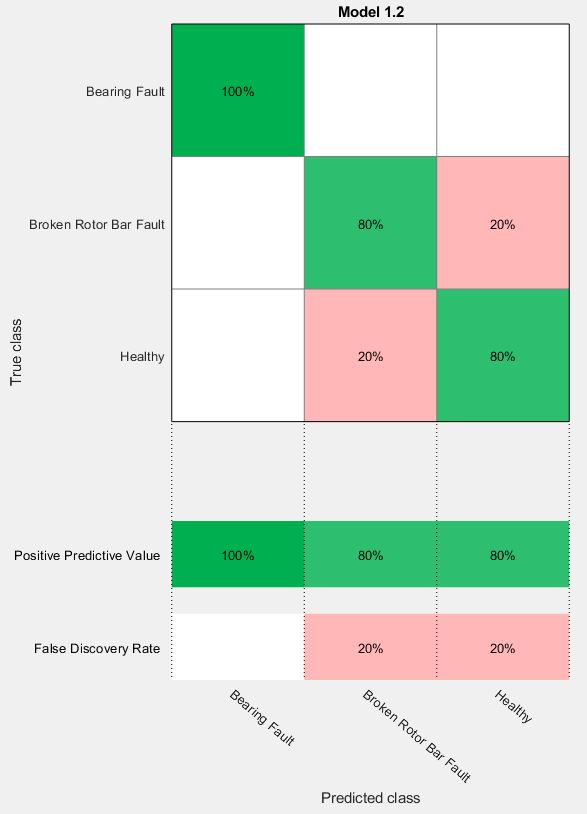 Model 1.2
Bearing Fault
100%
Broken Rotor Bar Fault
80%
20%
Healthy
20%
80%
True class
Positive Predictive Value
100%
80%
80%
False Discovery Rate
20%
20%
Bearing Fault
Broken Rotor Bar Fault
Healthy
Predicted class